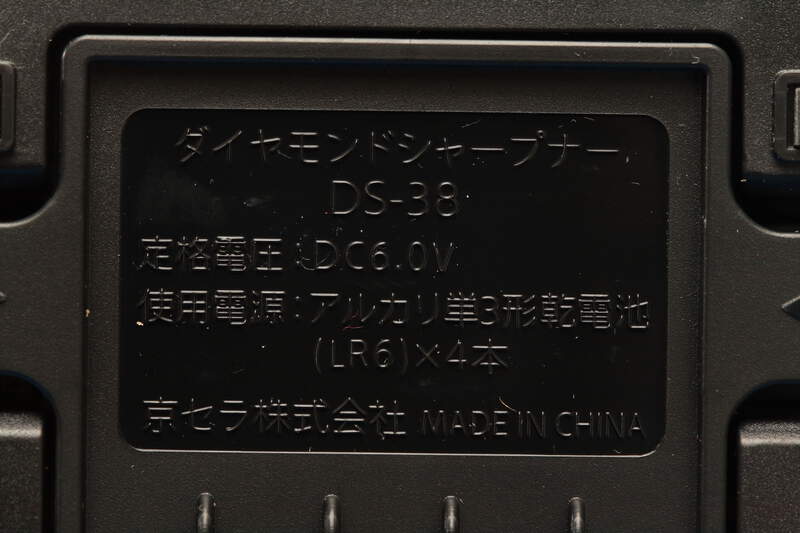 ダイヤモンドシャープナー
DS-38
定格電圧：DC6.0V
使用電源：アルカリ単3形乾電池
(LR6)×4本
京セラ株式会社 MADE IN CHINA